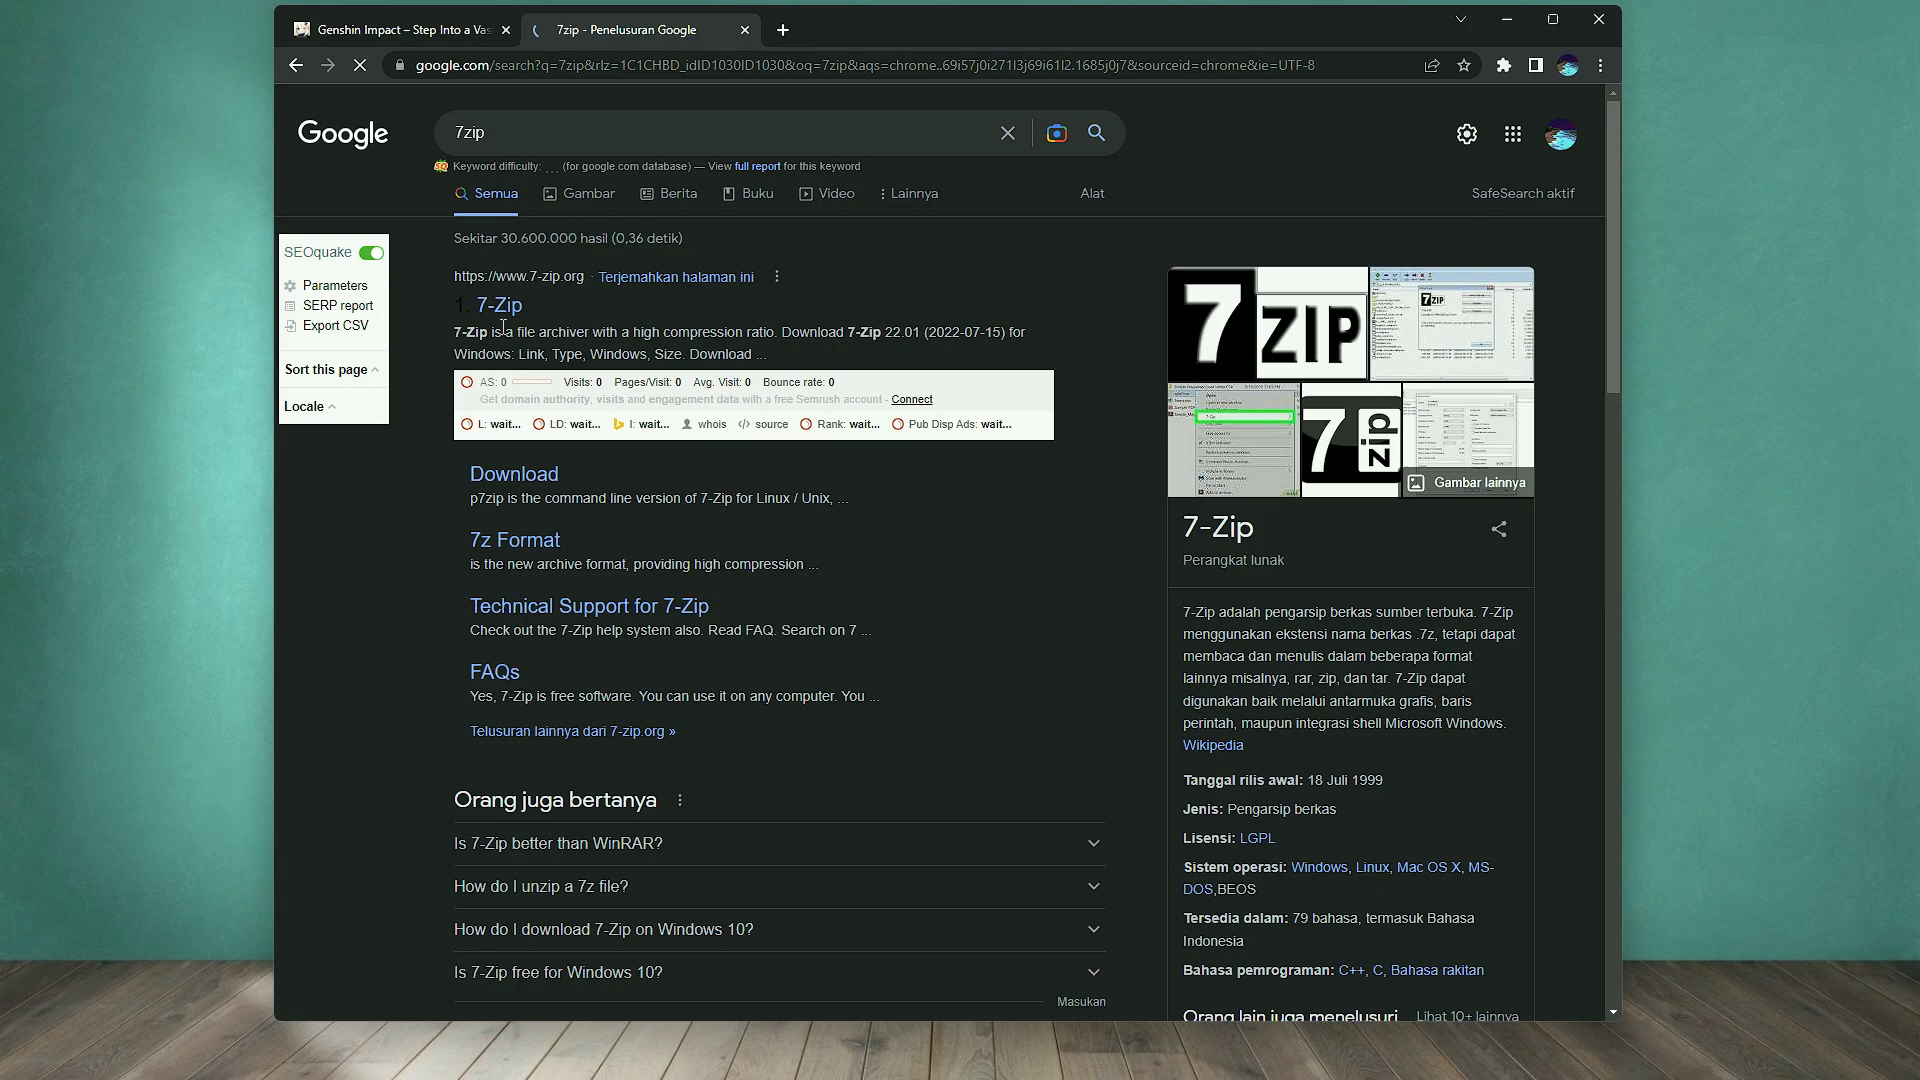 Genshin Impact – Step Into a Vas
7zip - Penelusuran Google
google.com/search?q=7zip&rlz=1C1CHBD_idID1030ID1030&oq=7zip&aqs=chrome..69i57j0i271l3j69i61l2.1685j0j7&sourceid=chrome&ie=UTF-8
Google
7zip
Keyword difficulty: ... (for google.com database) — View full report for this keyword
Semua
Gambar
Berita
Buku
Video
Lainnya
Alat
SafeSearch aktif
SEOquake
Parameters
SERP report
Export CSV
Sort this page
Locale
Sekitar 30.600.000 hasil (0,36 detik)
https://www.7-zip.org · Terjemahkan halaman ini
1. 7-Zip
7-Zip is a file archiver with a high compression ratio. Download 7-Zip 22.01 (2022-07-15) for
Windows: Link, Type, Windows, Size. Download ...
AS: 0 Visits: 0 Pages/Visit: 0 Avg. Visit: 0 Bounce rate: 0
Get domain authority, visits and engagement data with a free Semrush account - Connect
L: wait... LD: wait... I: wait... whois source Rank: wait... Pub Disp Ads: wait...
Download
p7zip is the command line version of 7-Zip for Linux / Unix, ...
7z Format
is the new archive format, providing high compression ...
Technical Support for 7-Zip
Check out the 7-Zip help system also. Read FAQ. Search on 7 ...
FAQs
Yes, 7-Zip is free software. You can use it on any computer. You ...
Telusuran lainnya dari 7-zip.org »
Orang juga bertanya
Is 7-Zip better than WinRAR?
How do I unzip a 7z file?
How do I download 7-Zip on Windows 10?
Is 7-Zip free for Windows 10?
Masukan
7 ZIP
7 ZIP
7 zip
Gambar lainnya
7-Zip
Perangkat lunak
7-Zip adalah pengarsip berkas sumber terbuka. 7-Zip
menggunakan ekstensi nama berkas .7z, tetapi dapat
membaca dan menulis dalam beberapa format
lainnya misalnya, rar, zip, dan tar. 7-Zip dapat
digunakan baik melalui antarmuka grafis, baris
perintah, maupun integrasi shell Microsoft Windows.
Wikipedia
Tanggal rilis awal: 18 Juli 1999
Jenis: Pengarsip berkas
Lisensi: LGPL
Sistem operasi: Windows, Linux, Mac OS X, MS-
DOS,BEOS
Tersedia dalam: 79 bahasa, termasuk Bahasa
Indonesia
Bahasa pemrograman: C++, C, Bahasa rakitan
Orang lain juga menelusuri
Lihat 10+ lainnya